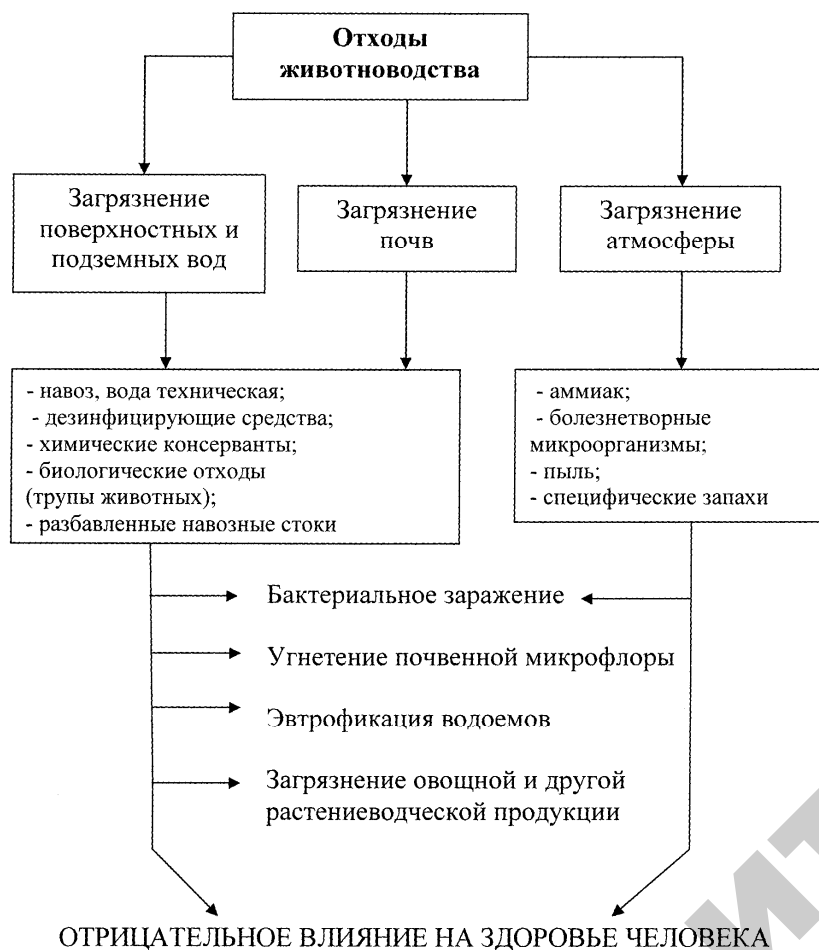 Отходы
животноводства
Загрязнение
поверхностных и
подземных вод
Загрязнение
почв
Загрязнение
атмосферы
- навоз, вода техническая;
- дезинфицирующие средства;
- химические консерванты;
- биологические отходы
(трупы животных);
- разбавленные навозные стоки
- аммиак;
- болезнетворные
микроорганизмы;
- пыль;
- специфические запахи
Бактериальное заражение
Угнетение почвенной микрофлоры
Эвтрофикация водоемов
Загрязнение овощной и другой
растениеводческой продукции
ОТРИЦАТЕЛЬНОЕ ВЛИЯНИЕ НА ЗДОРОВЬЕ ЧЕЛОВЕКА